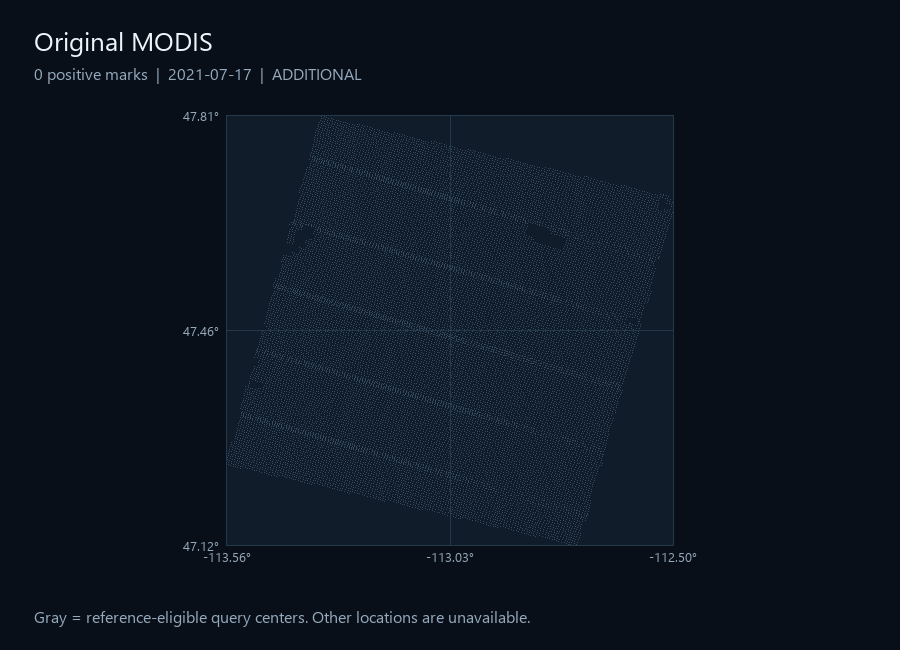 Original MODIS
0 positive marks | 2021-07-17 | ADDITIONAL
47.81°
47.46°
47.12°
-113.56° -113.03° -112.50°
Gray = reference-eligible query centers. Other locations are unavailable.